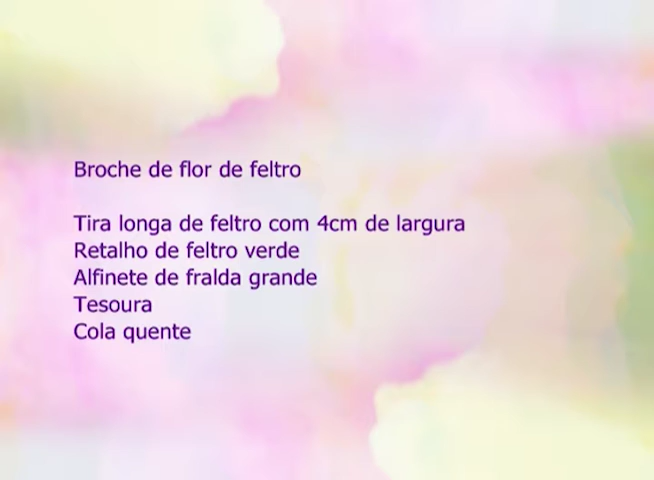 Broche de flor de feltro
Tira longa de feltro com 4cm de largura
Retalho de feltro verde
Alfinete de fralda grande
Tesoura
Cola quente